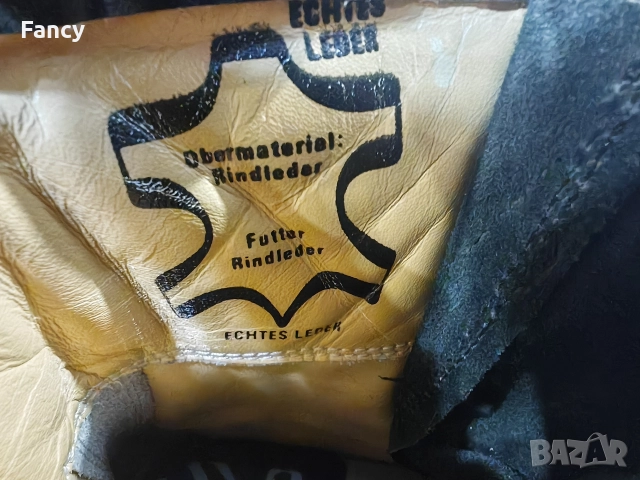 Fancy
ECHTES
LEDER
Obermaterial:
Rindleder
Futter
Rindleder
ECHTES LEDER
BAZAR